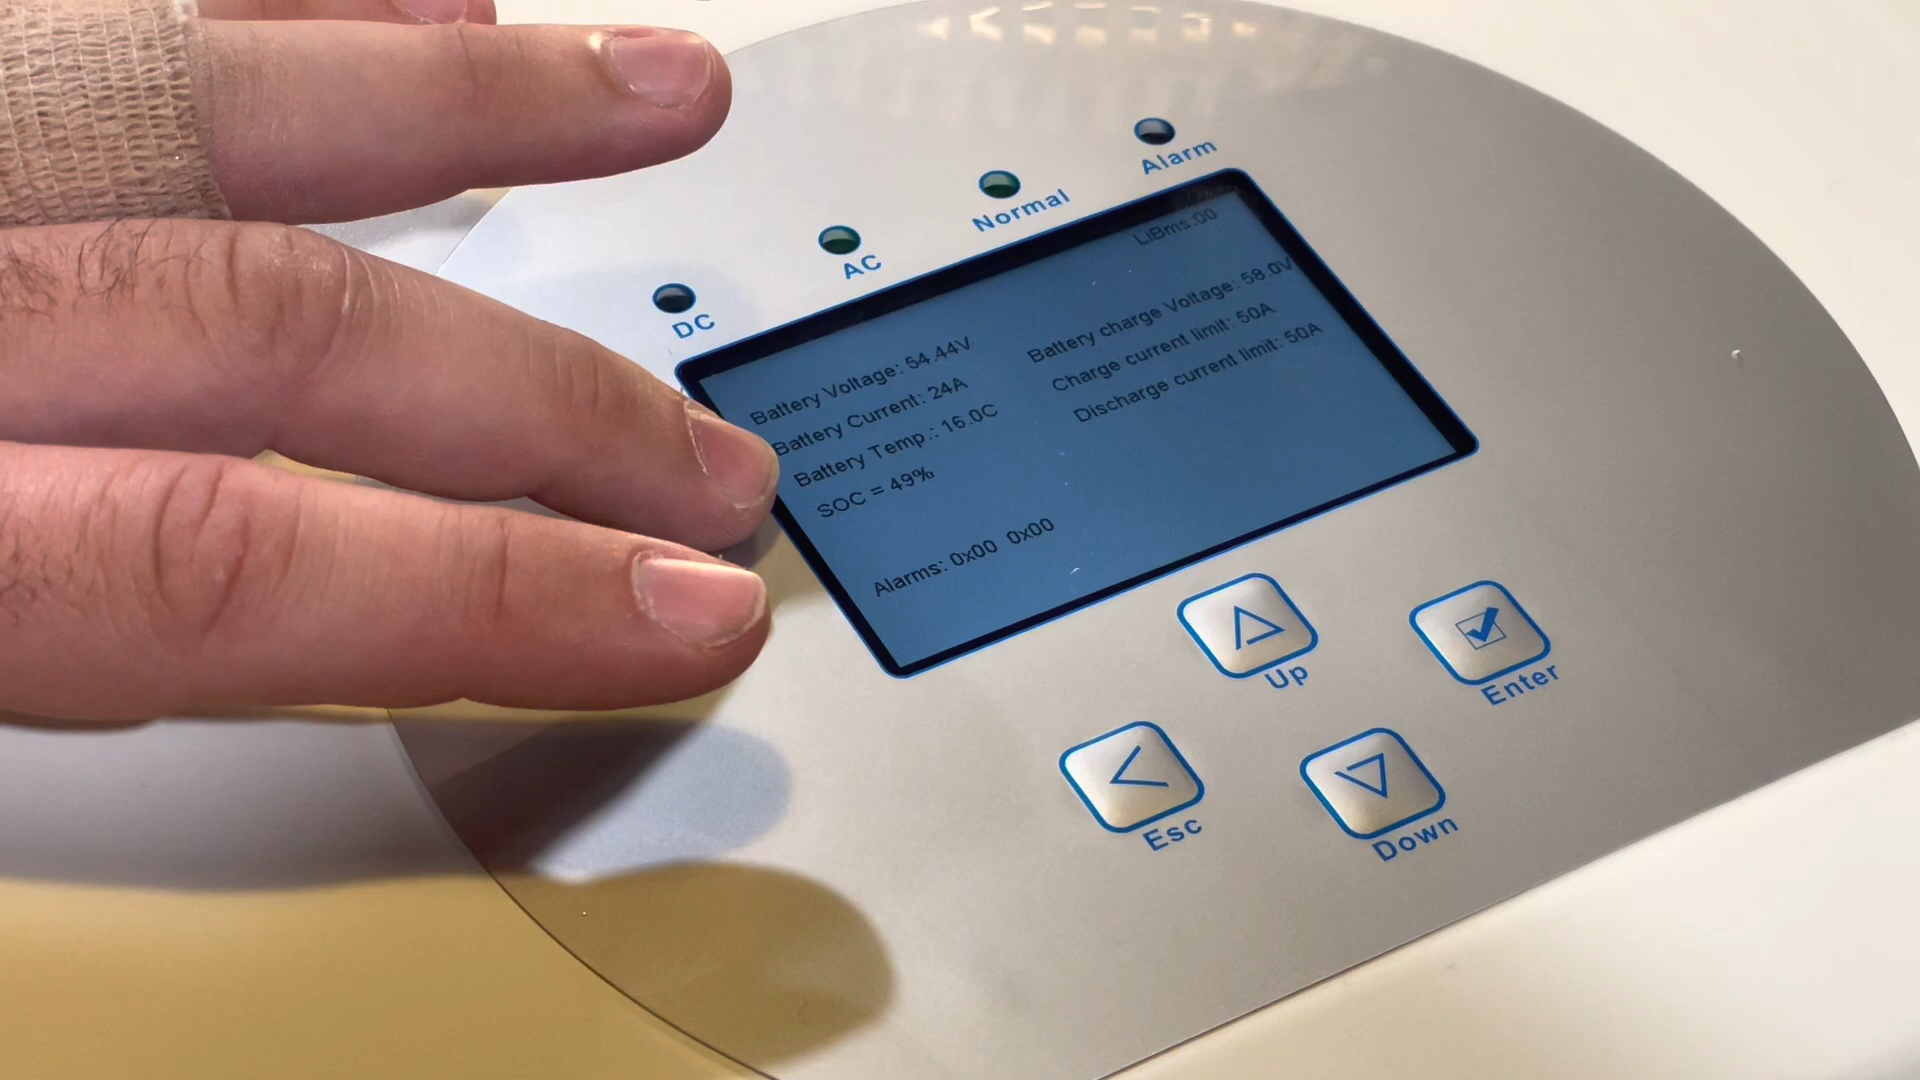 Alarm
Normal
AC
DC
LiBms:00
Battery Voltage: 54.44V
Battery charge Voltage: 58.0V
Battery Current: 24A
Charge current limit: 50A
Battery Temp.: 16.0C
Discharge current limit: 50A
SOC = 49%
Alarms: 0x00 0x00
Up
Enter
Esc
Down